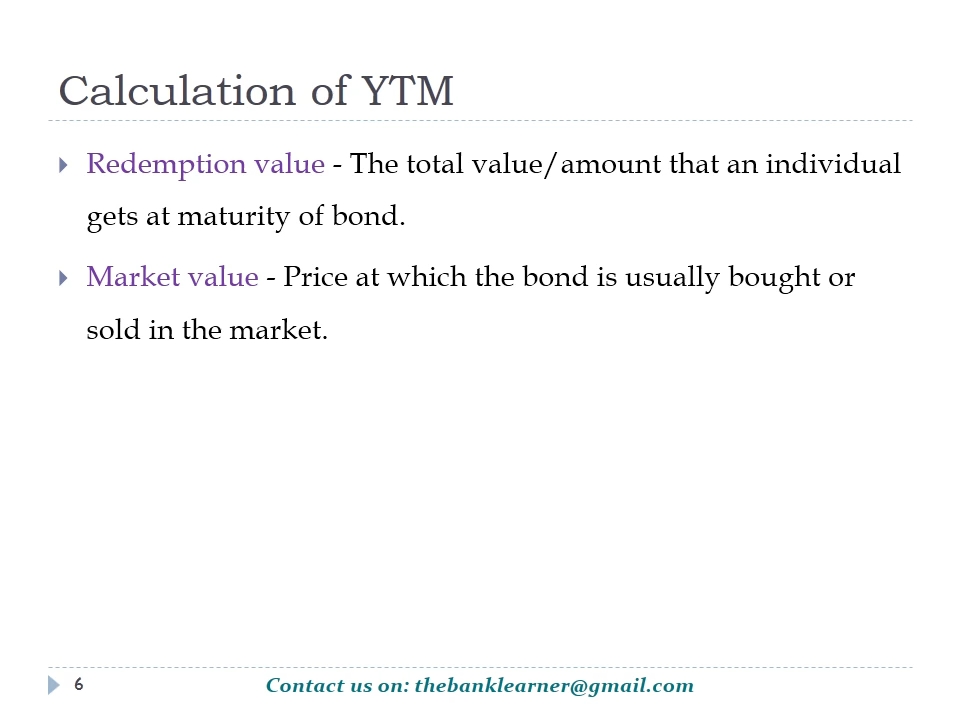 Calculation of YTM
Redemption value - The total value/amount that an individual
gets at maturity of bond.
Market value - Price at which the bond is usually bought or
sold in the market.
6
Contact us on: thebanklearner@gmail.com